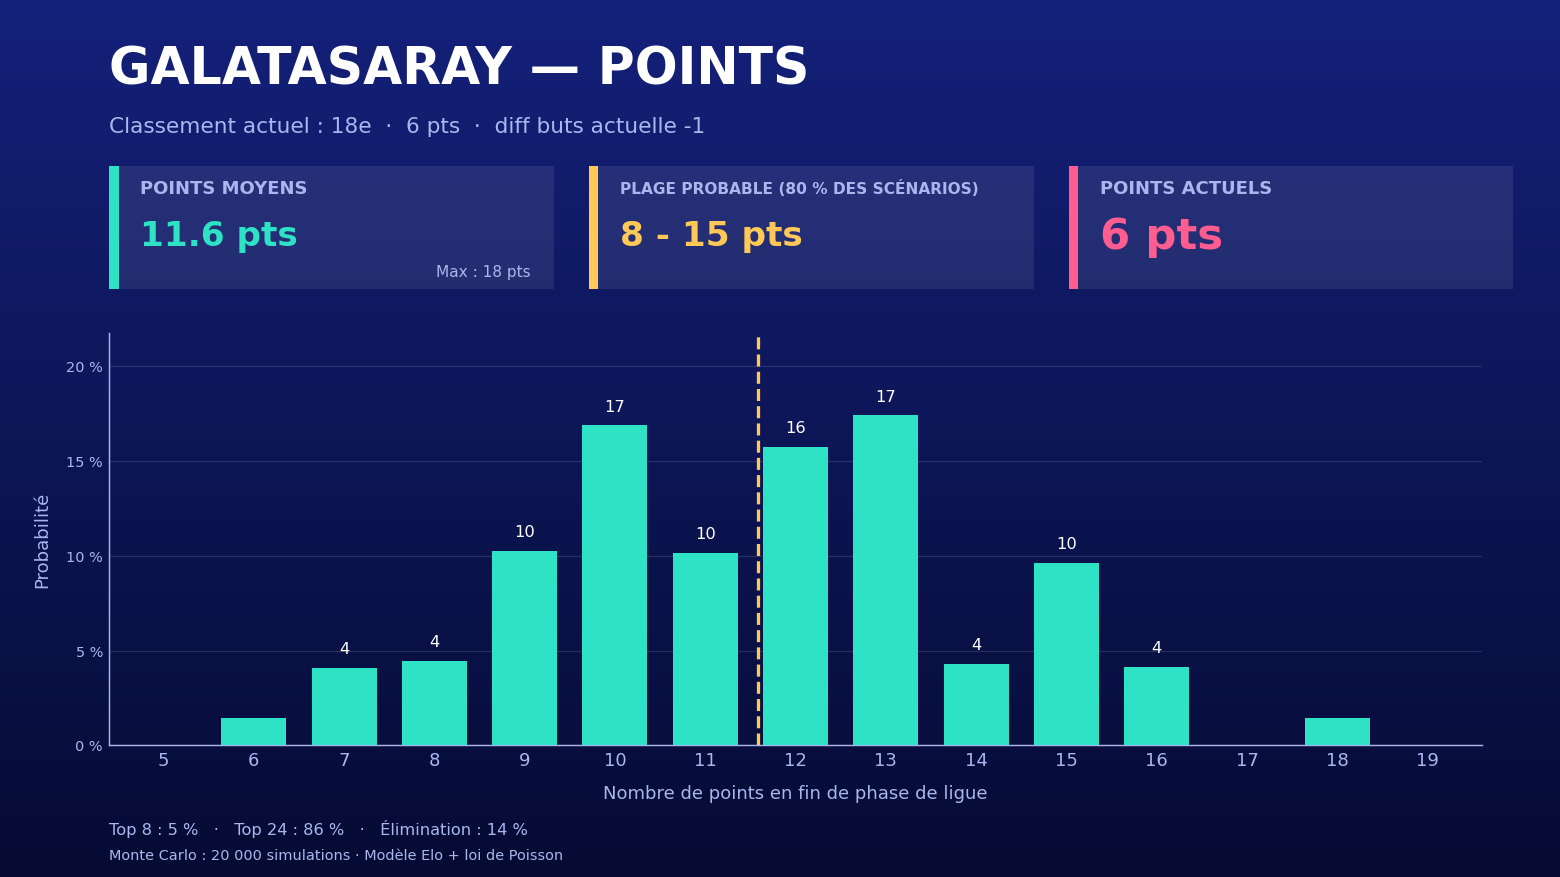 GALATASARAY — POINTS
Classement actuel : 18e · 6 pts · diff buts actuelle -1
POINTS MOYENS
11.6 pts
Max : 18 pts
PLAGE PROBABLE (80 % DES SCÉNARIOS)
8 - 15 pts
POINTS ACTUELS
6 pts
Probabilité
20 %
15 %
10 %
5 %
0 %
4
4
10
17
10
16
17
4
10
4
5 6 7 8 9 10 11 12 13 14 15 16 17 18 19
Nombre de points en fin de phase de ligue
Top 8 : 5 % · Top 24 : 86 % · Élimination : 14 %
Monte Carlo : 20 000 simulations · Modèle Elo + loi de Poisson